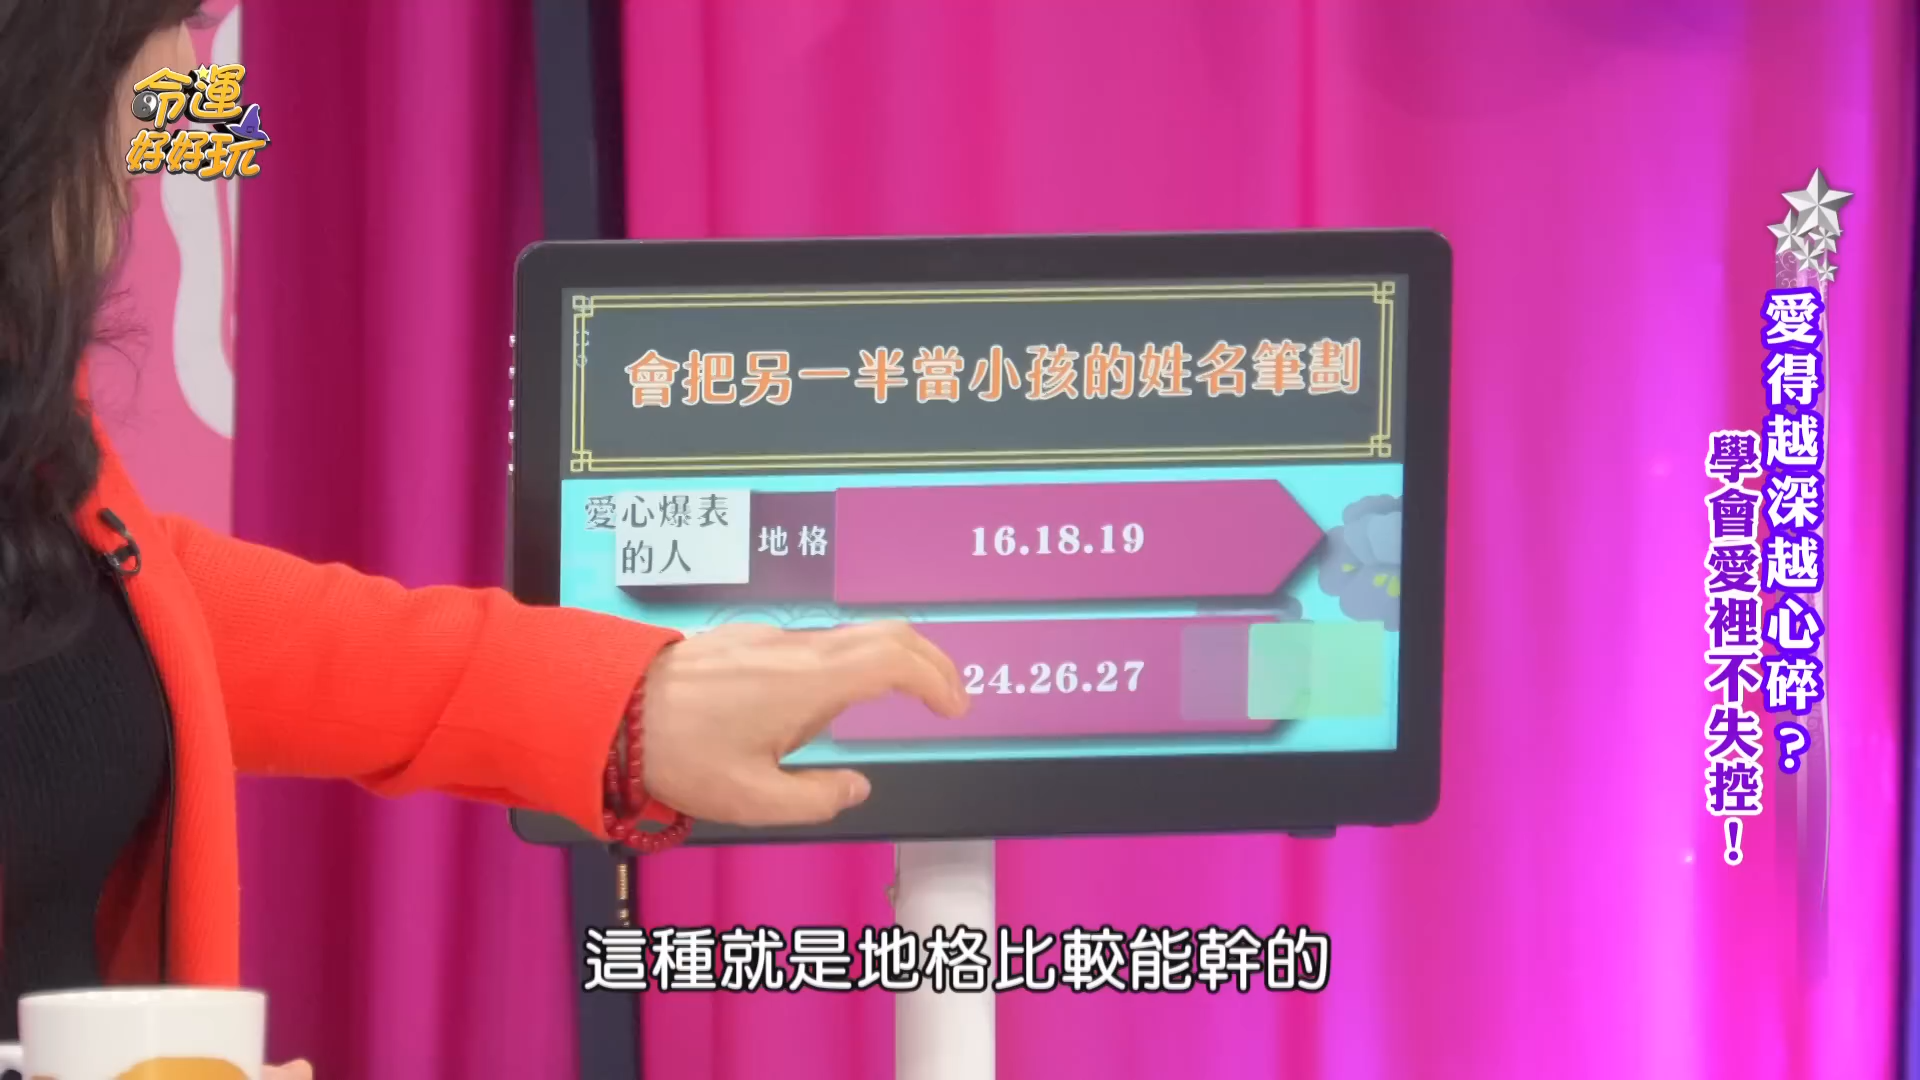 命運
好好玩
會把另一半當小孩的姓名筆劃
愛心爆表
的人
地格
16.18.19
24.26.27
愛得越深越心碎？
學會愛裡不失控！
這種就是地格比較能幹的